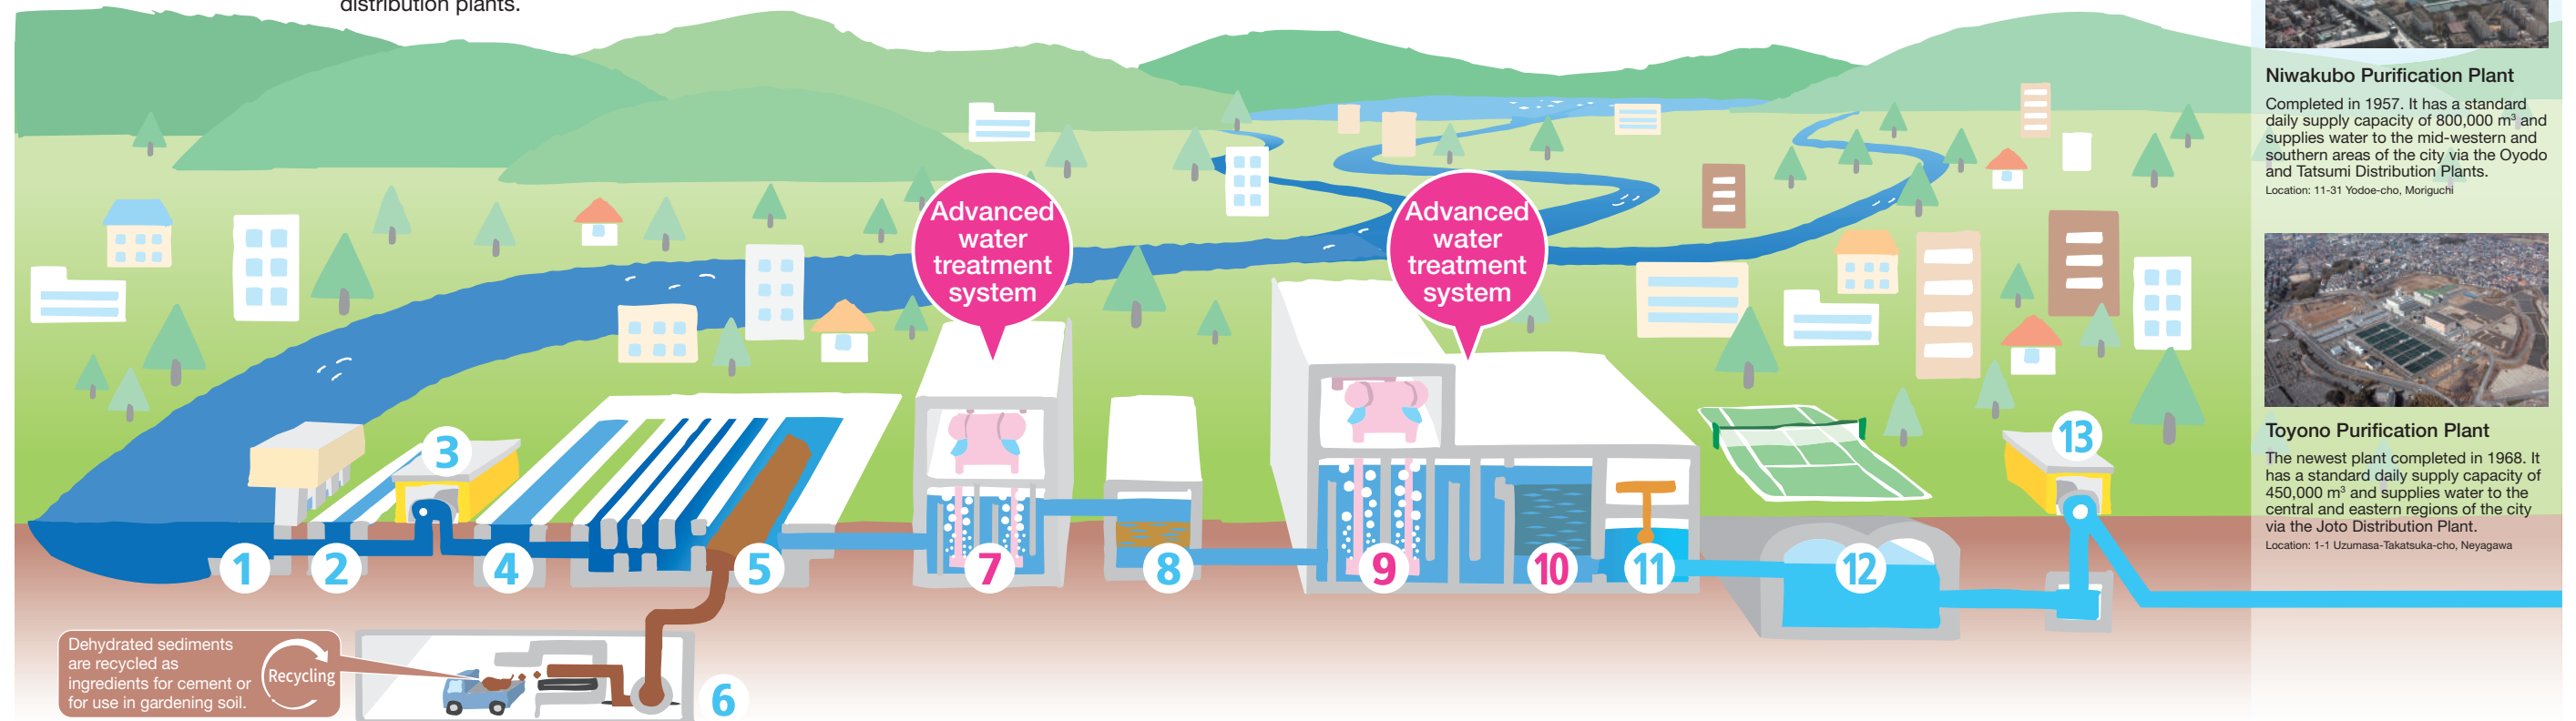 distribution plants.
Advanced
water
treatment
system
Advanced
water
treatment
system
1
2
3
4
5
6
7
8
9
10
11
12
13
Dehydrated sediments
are recycled as
ingredients for cement or
for use in gardening soil.
Recycling
Niwakubo Purification Plant
Completed in 1957. It has a standard
daily supply capacity of 800,000 m³ and
supplies water to the mid-western and
southern areas of the city via the Oyodo
and Tatsumi Distribution Plants.
Location: 11-31 Yodoe-cho, Moriguchi
Toyono Purification Plant
The newest plant completed in 1968. It
has a standard daily supply capacity of
450,000 m³ and supplies water to the
central and eastern regions of the city
via the Joto Distribution Plant.
Location: 1-1 Uzumasa-Takatsuka-cho, Neyagawa